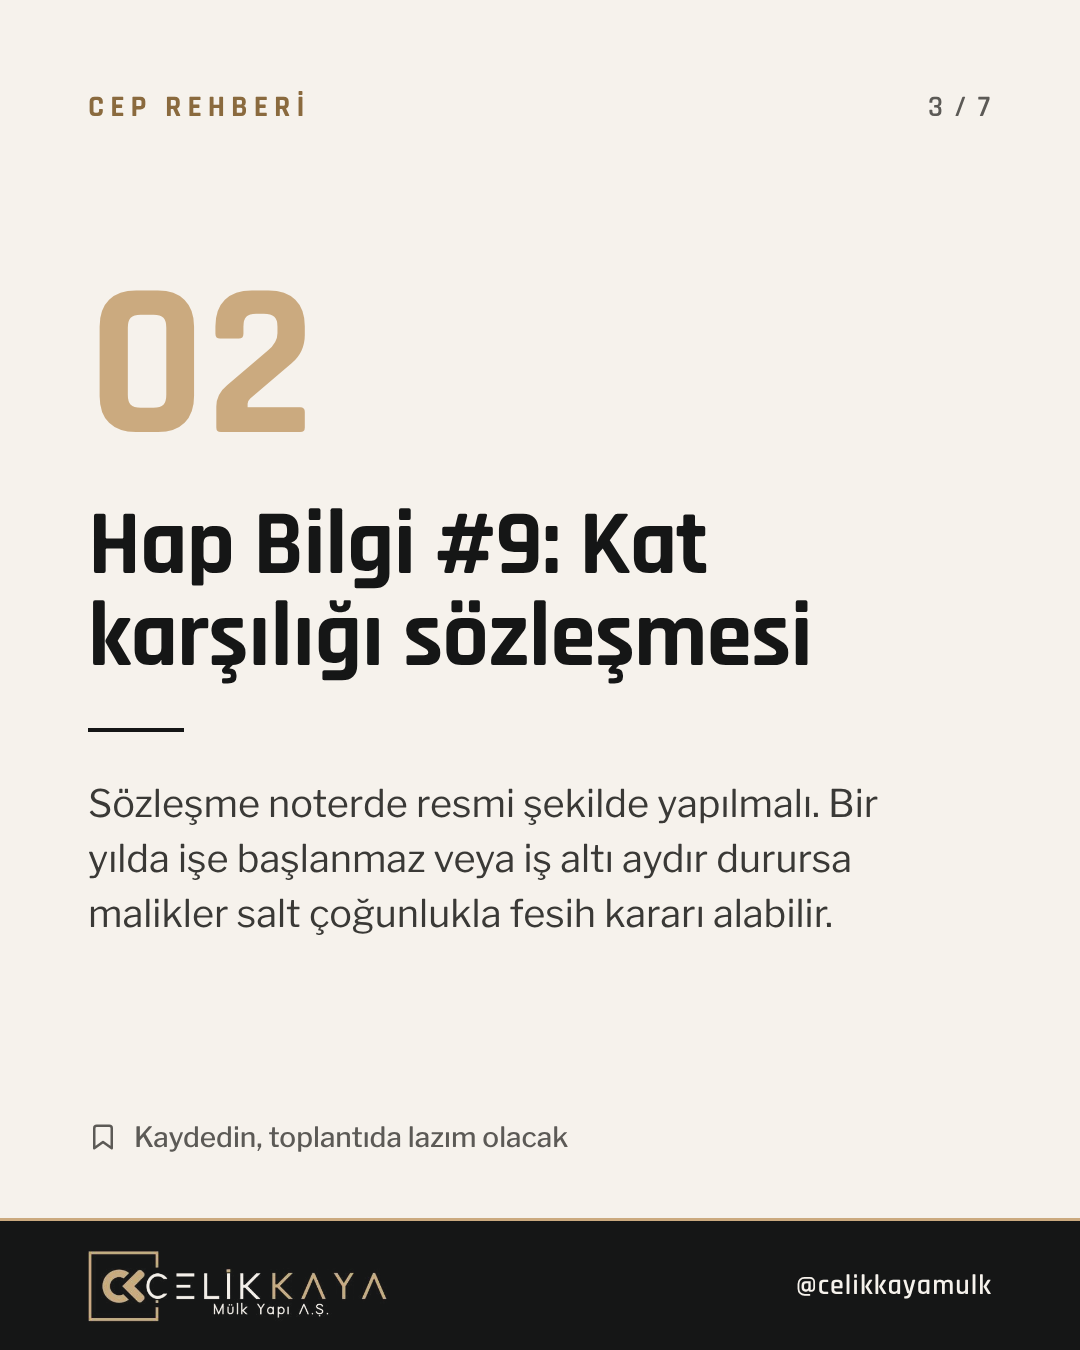 CEP REHBERİ
3 / 7
02
Hap Bilgi #9: Kat
karşılığı sözleşmesi
Sözleşme noterde resmi şekilde yapılmalı. Bir
yılda işe başlanmaz veya iş altı aydır durursa
malikler salt çoğunlukla fesih kararı alabilir.
Kaydedin, toplantıda lazım olacak
CK ÇELİKKAYA
Mülk Yapı A.Ş.
@celikkayamulk